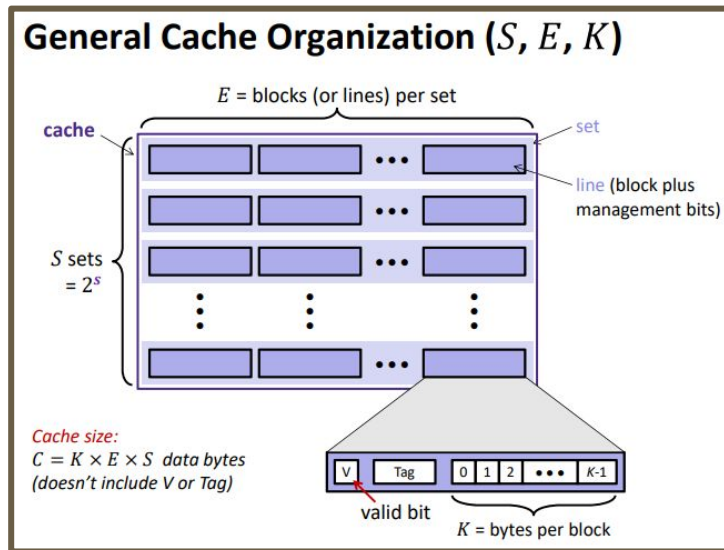 General Cache Organization (S, E, K)
E = blocks (or lines) per set
cache
set
•••
line (block plus
management bits)
•••
S sets
= 2^s
•••
•••
Cache size:
C = K × E × S data bytes
(doesn't include V or Tag)
V Tag 0 1 2 ••• K-1
valid bit
K = bytes per block